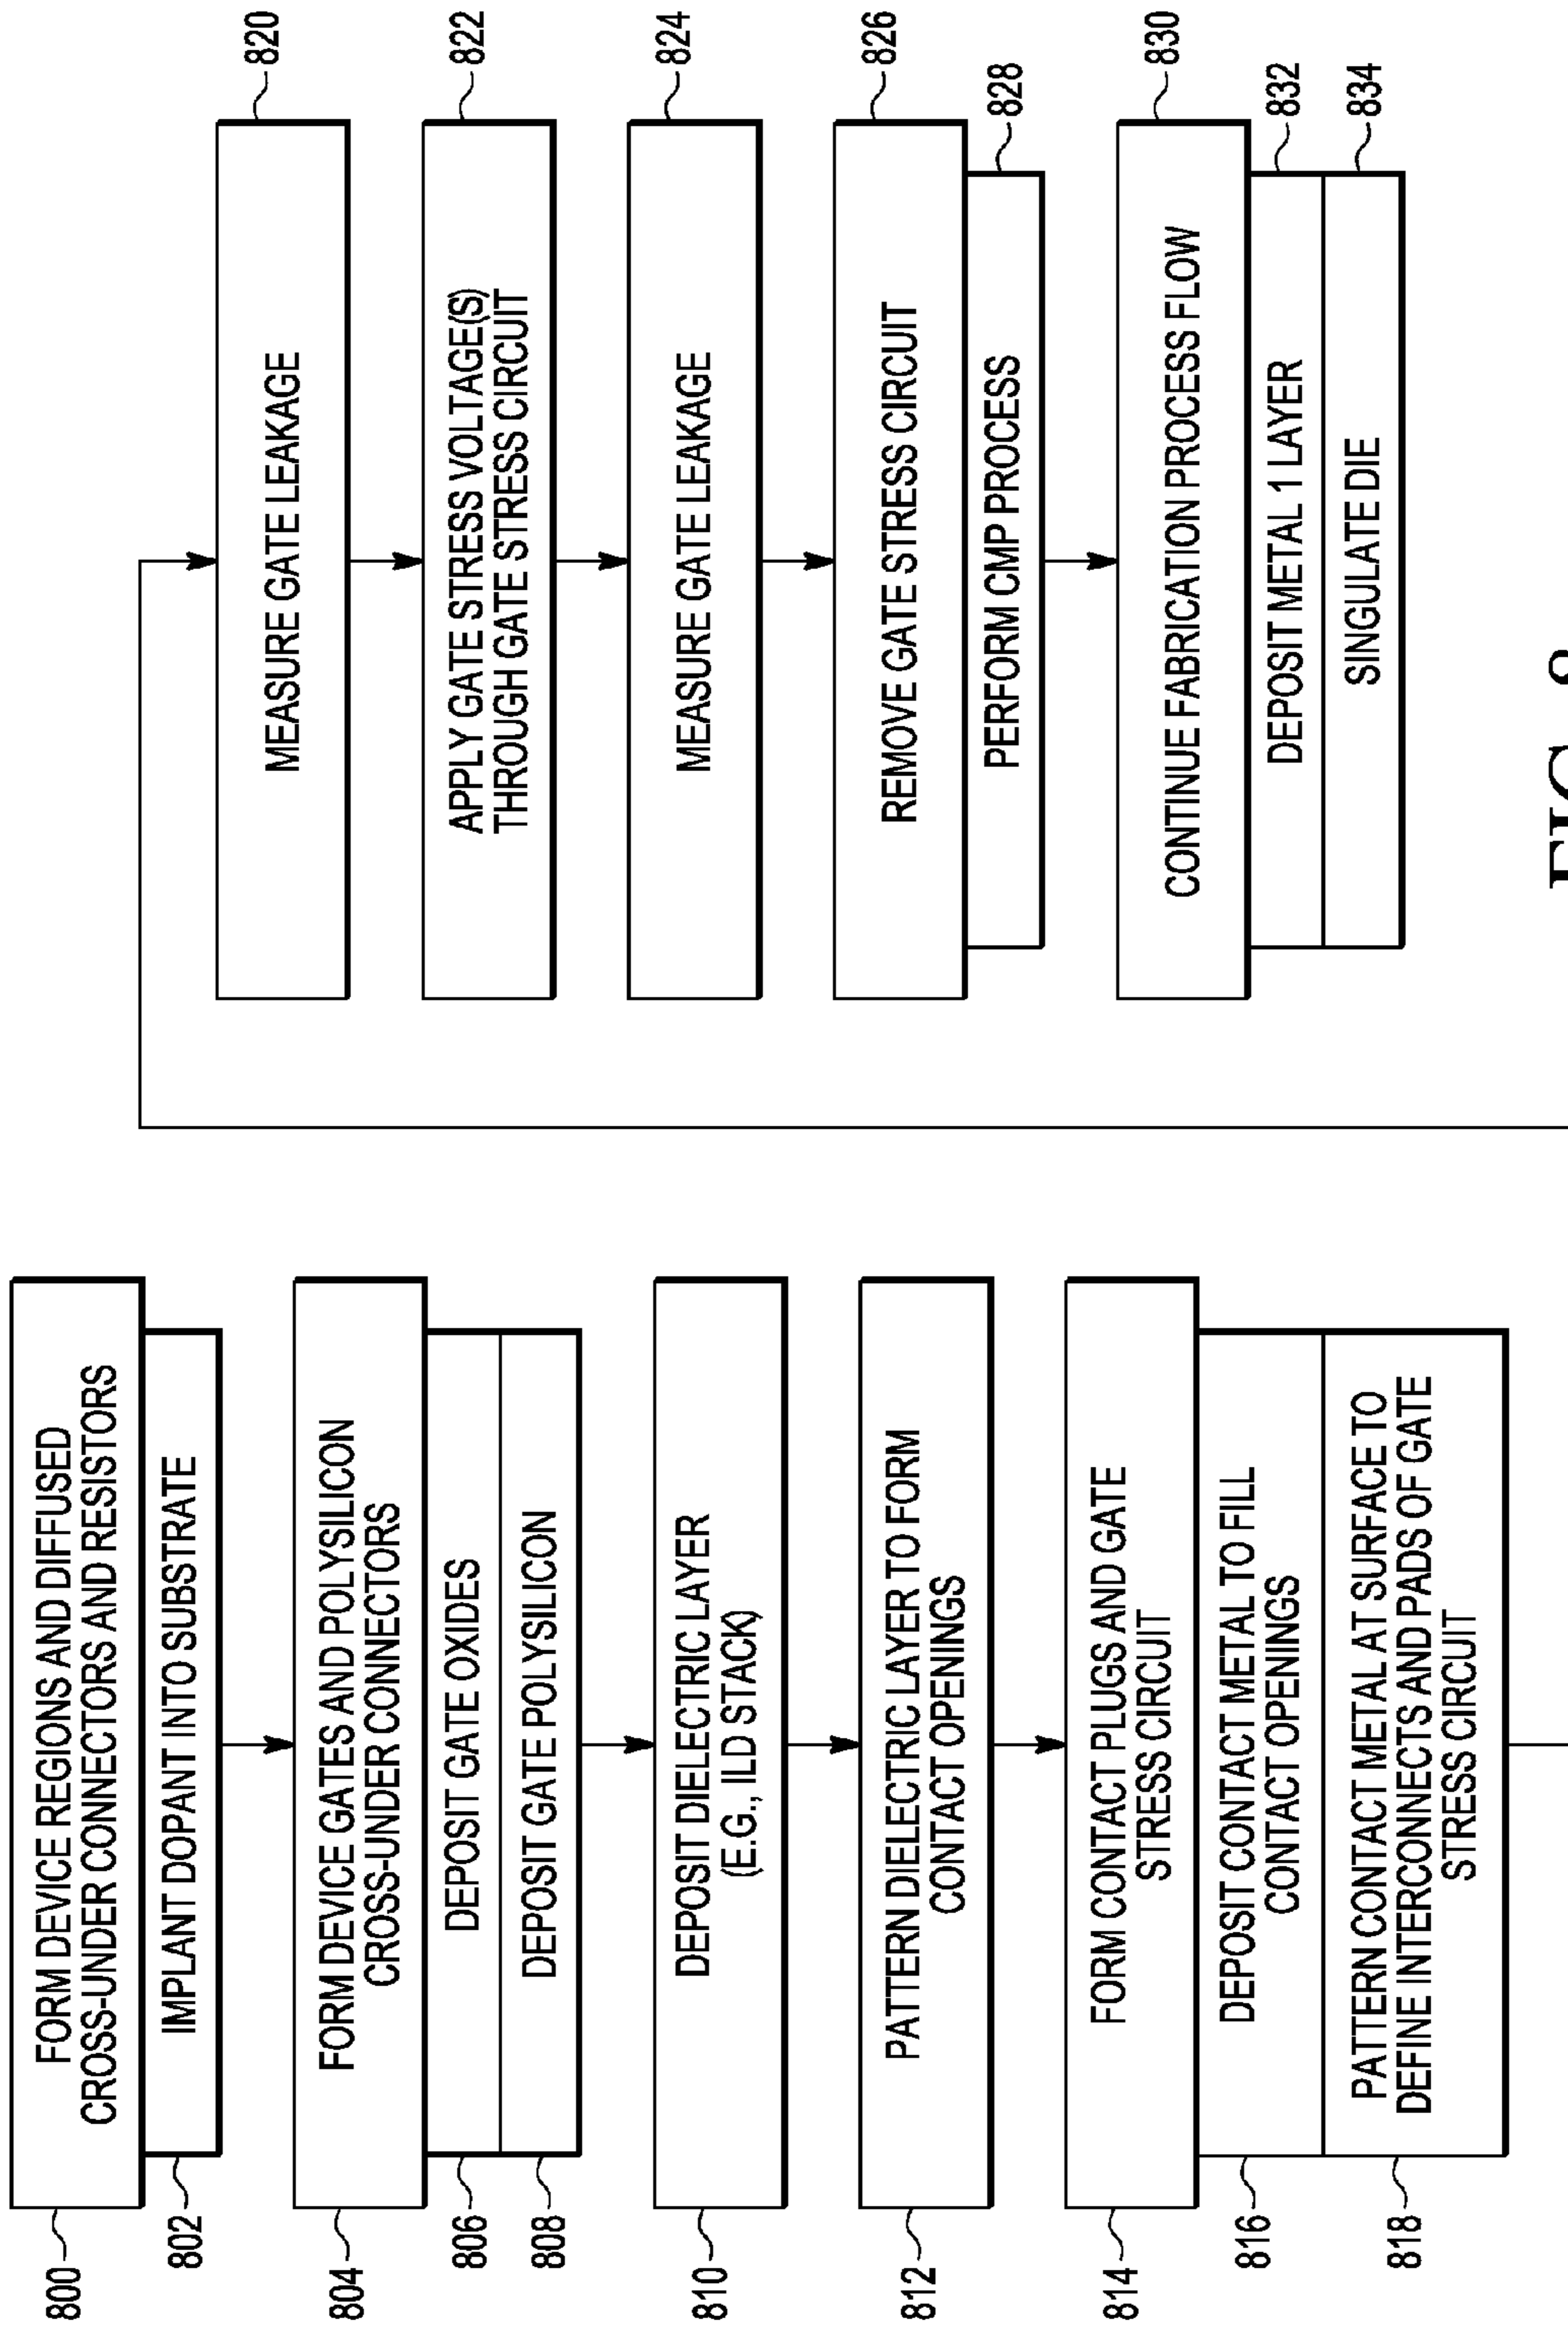 800
FORM DEVICE REGIONS AND DIFFUSED
CROSS-UNDER CONNECTORS AND RESISTORS
802
IMPLANT DOPANT INTO SUBSTRATE
804
FORM DEVICE GATES AND POLYSILICON
CROSS-UNDER CONNECTORS
806
DEPOSIT GATE OXIDES
808
DEPOSIT GATE POLYSILICON
810
DEPOSIT DIELECTRIC LAYER
(E.G., ILD STACK)
812
PATTERN DIELECTRIC LAYER TO FORM
CONTACT OPENINGS
814
FORM CONTACT PLUGS AND GATE
STRESS CIRCUIT
816
DEPOSIT CONTACT METAL TO FILL
CONTACT OPENINGS
818
PATTERN CONTACT METAL AT SURFACE TO
DEFINE INTERCONNECTS AND PADS OF GATE
STRESS CIRCUIT
MEASURE GATE LEAKAGE
820
APPLY GATE STRESS VOLTAGE(S)
THROUGH GATE STRESS CIRCUIT
822
MEASURE GATE LEAKAGE
824
REMOVE GATE STRESS CIRCUIT
826
PERFORM CMP PROCESS
828
CONTINUE FABRICATION PROCESS FLOW
830
DEPOSIT METAL 1 LAYER
832
SINGULATE DIE
834